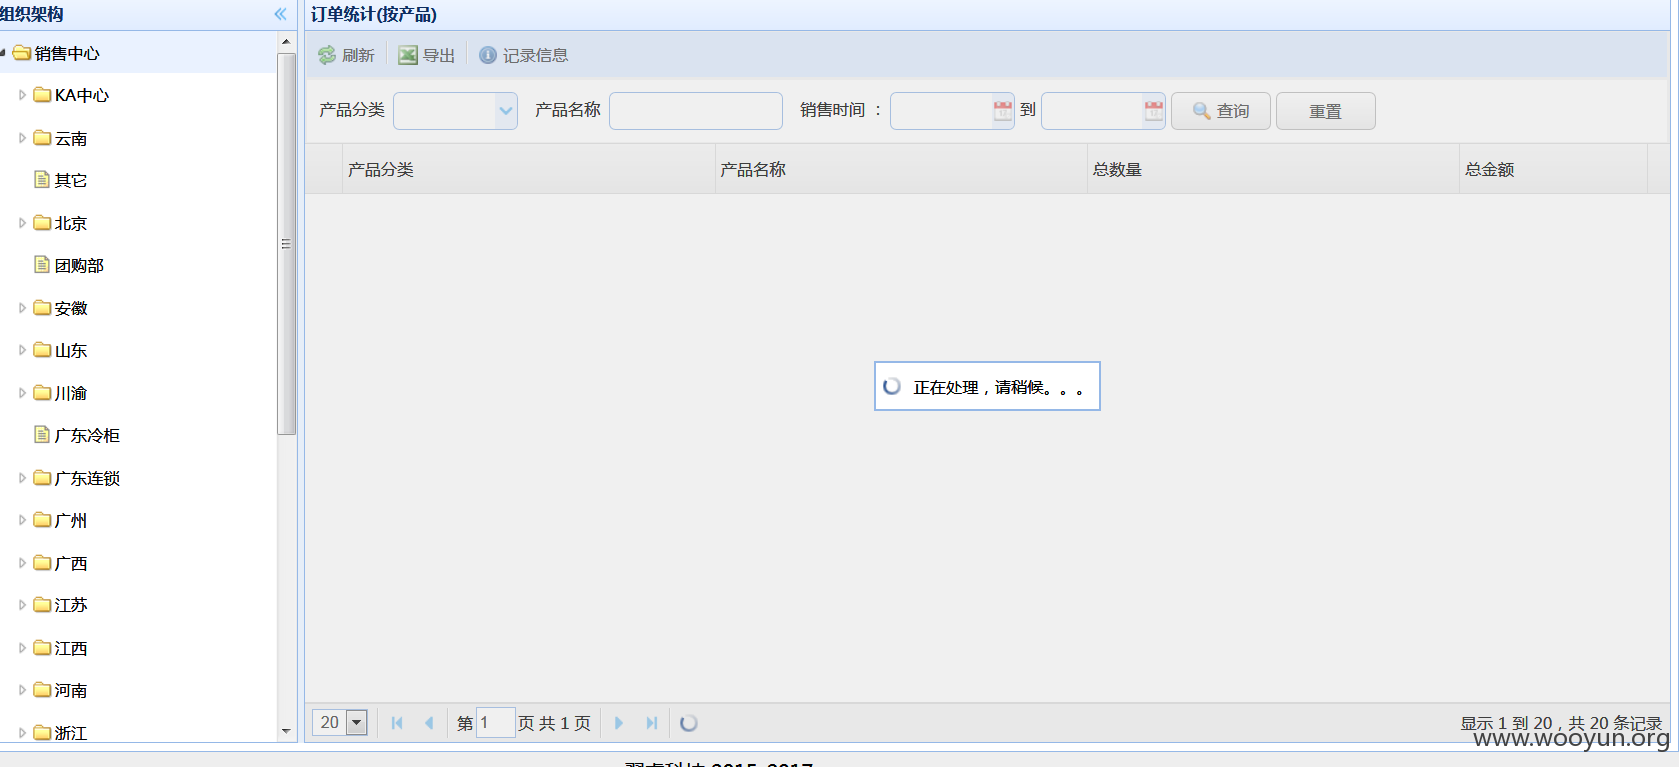 组织架构
销售中心
KA中心
云南
其它
北京
团购部
安徽
山东
川渝
广东冷柜
广东连锁
广州
广西
江苏
江西
河南
浙江
订单统计(按产品)
刷新 导出 记录信息
产品分类 产品名称 销售时间 : 到 查询 重置
产品分类 产品名称 总数量 总金额
正在处理，请稍候。。。
20 第 1 页 共 1 页 显示 1 到 20，共 20 条记录
www.wooyun.org
2015-2017